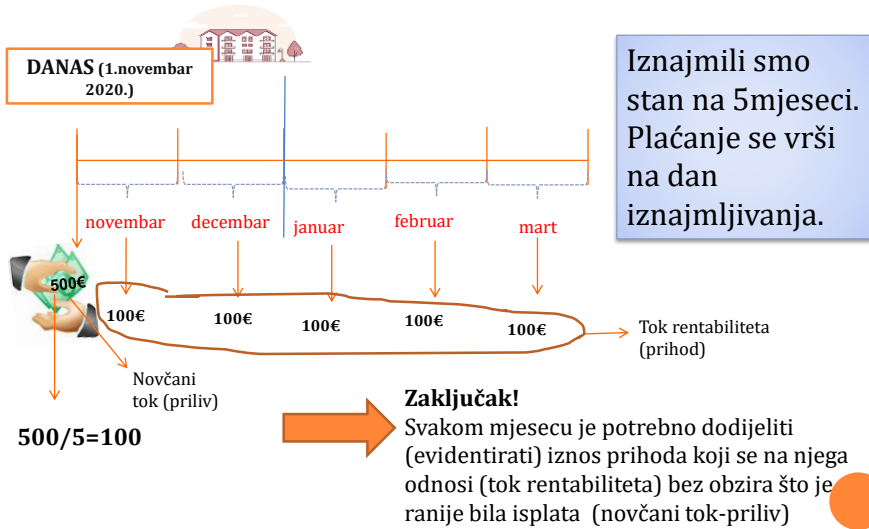 DANAS (1.novembar
2020.)
Iznajmili smo
stan na 5mjeseci.
Plaćanje se vrši
na dan
iznajmljivanja.
novembar
decembar
januar
februar
mart
500€
100€
100€
100€
100€
100€
Tok rentabiliteta
(prihod)
Novčani
tok (priliv)
500/5=100
Zaključak!
Svakom mjesecu je potrebno dodijeliti
(evidentirati) iznos prihoda koji se na njega
odnosi (tok rentabiliteta) bez obzira što je
ranije bila isplata (novčani tok-priliv)